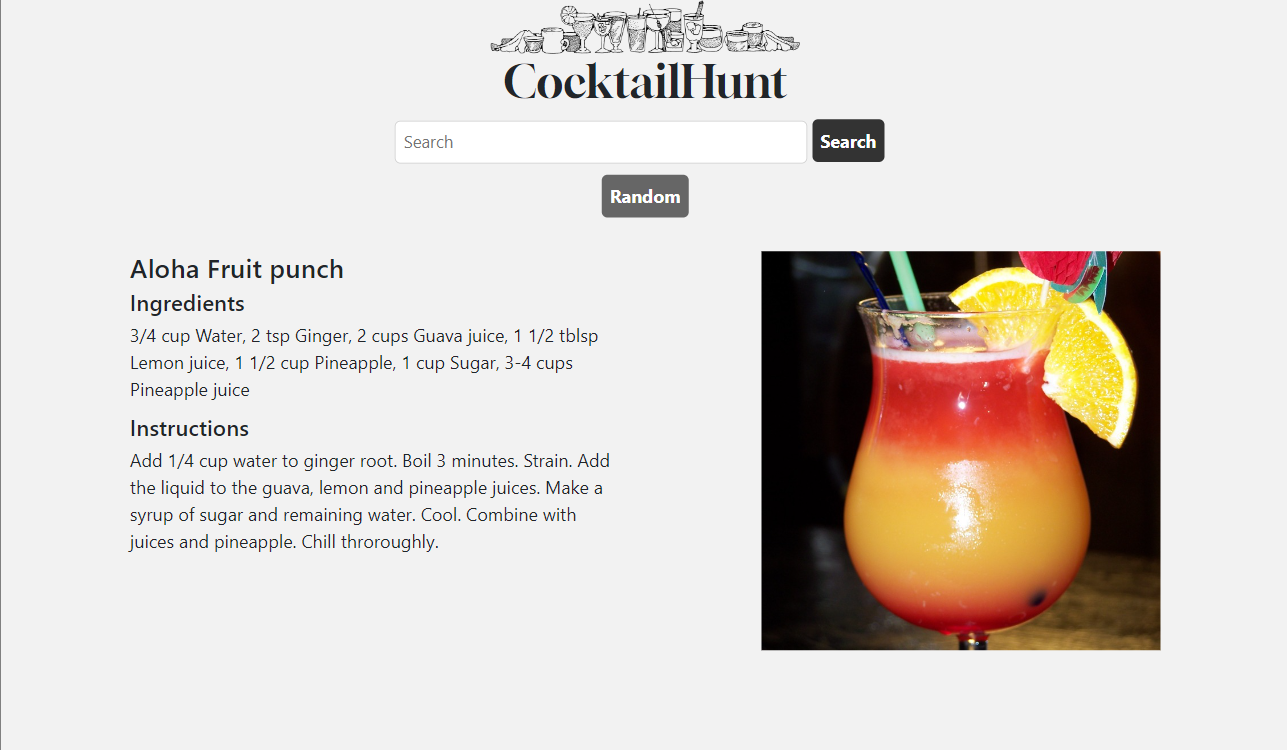 CocktailHunt
Search
Search
Random
Aloha Fruit punch
Ingredients
3/4 cup Water, 2 tsp Ginger, 2 cups Guava juice, 1 1/2 tblsp
Lemon juice, 1 1/2 cup Pineapple, 1 cup Sugar, 3-4 cups
Pineapple juice
Instructions
Add 1/4 cup water to ginger root. Boil 3 minutes. Strain. Add
the liquid to the guava, lemon and pineapple juices. Make a
syrup of sugar and remaining water. Cool. Combine with
juices and pineapple. Chill throroughly.